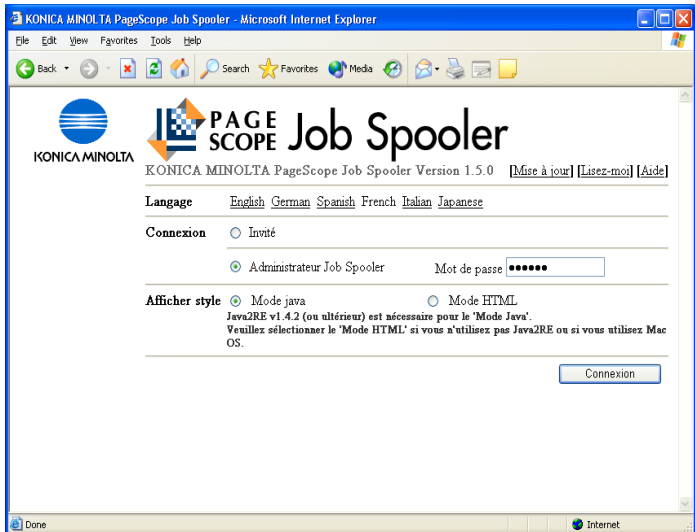 KONICA MINOLTA PageScope Job Spooler - Microsoft Internet Explorer
File Edit View Favorites Tools Help
Back Search Favorites Media
KONICA MINOLTA
PAGE SCOPE Job Spooler
KONICA MINOLTA PageScope Job Spooler Version 1.5.0 [Mise à jour] [Lisez-moi] [Aide]
Langage English German Spanish French Italian Japanese
Connexion Invité
Administrateur Job Spooler Mot de passe ●●●●●●
Afficher style Mode java Mode HTML
Java2RE v1.4.2 (ou ultérieur) est nécessaire pour le 'Mode Java'.
Veuillez sélectionner le 'Mode HTML' si vous n'utilisez pas Java2RE ou si vous utilisez Mac
OS.
Connexion
Done Internet